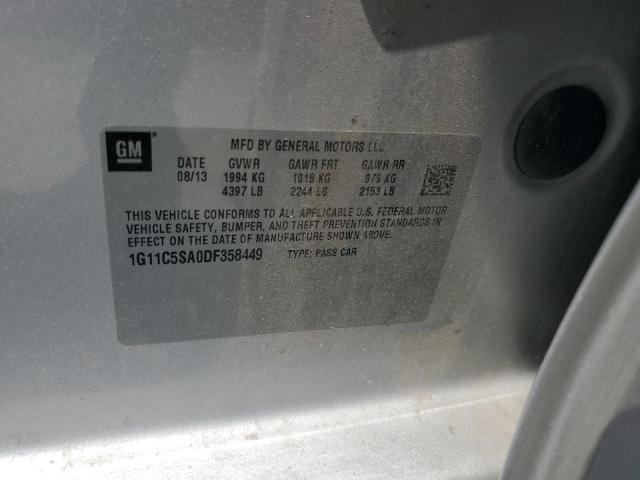 GM
MFD BY GENERAL MOTORS LLC
DATE GVWR GAWR FRT GAWR RR
08/13 1994 KG 1018 KG 976 KG
4397 LB 2244 LB 2153 LB
THIS VEHICLE CONFORMS TO ALL APPLICABLE U.S. FEDERAL MOTOR
VEHICLE SAFETY, BUMPER, AND THEFT PREVENTION STANDARDS IN
EFFECT ON THE DATE OF MANUFACTURE SHOWN ABOVE
1G11C5SA0DF358449 TYPE: PASS CAR